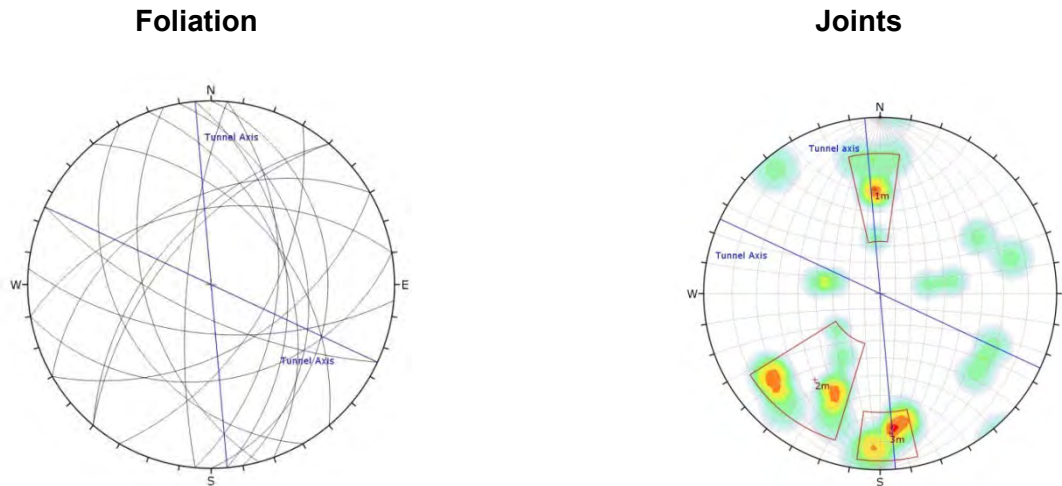 Foliation
Joints
N
Tunnel Axis
W
E
Tunnel Axis
S
N
Tunnel axis
1m
Tunnel Axis
W
2m
3m
S